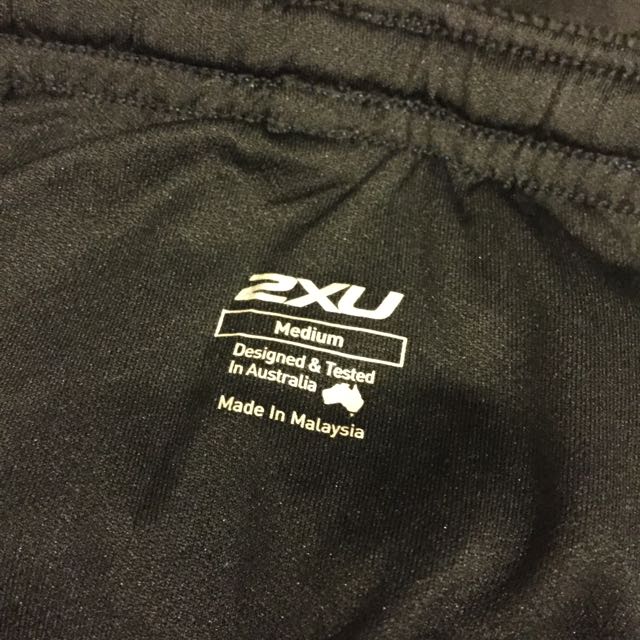 2XU
Medium
Designed & Tested
In Australia
Made In Malaysia